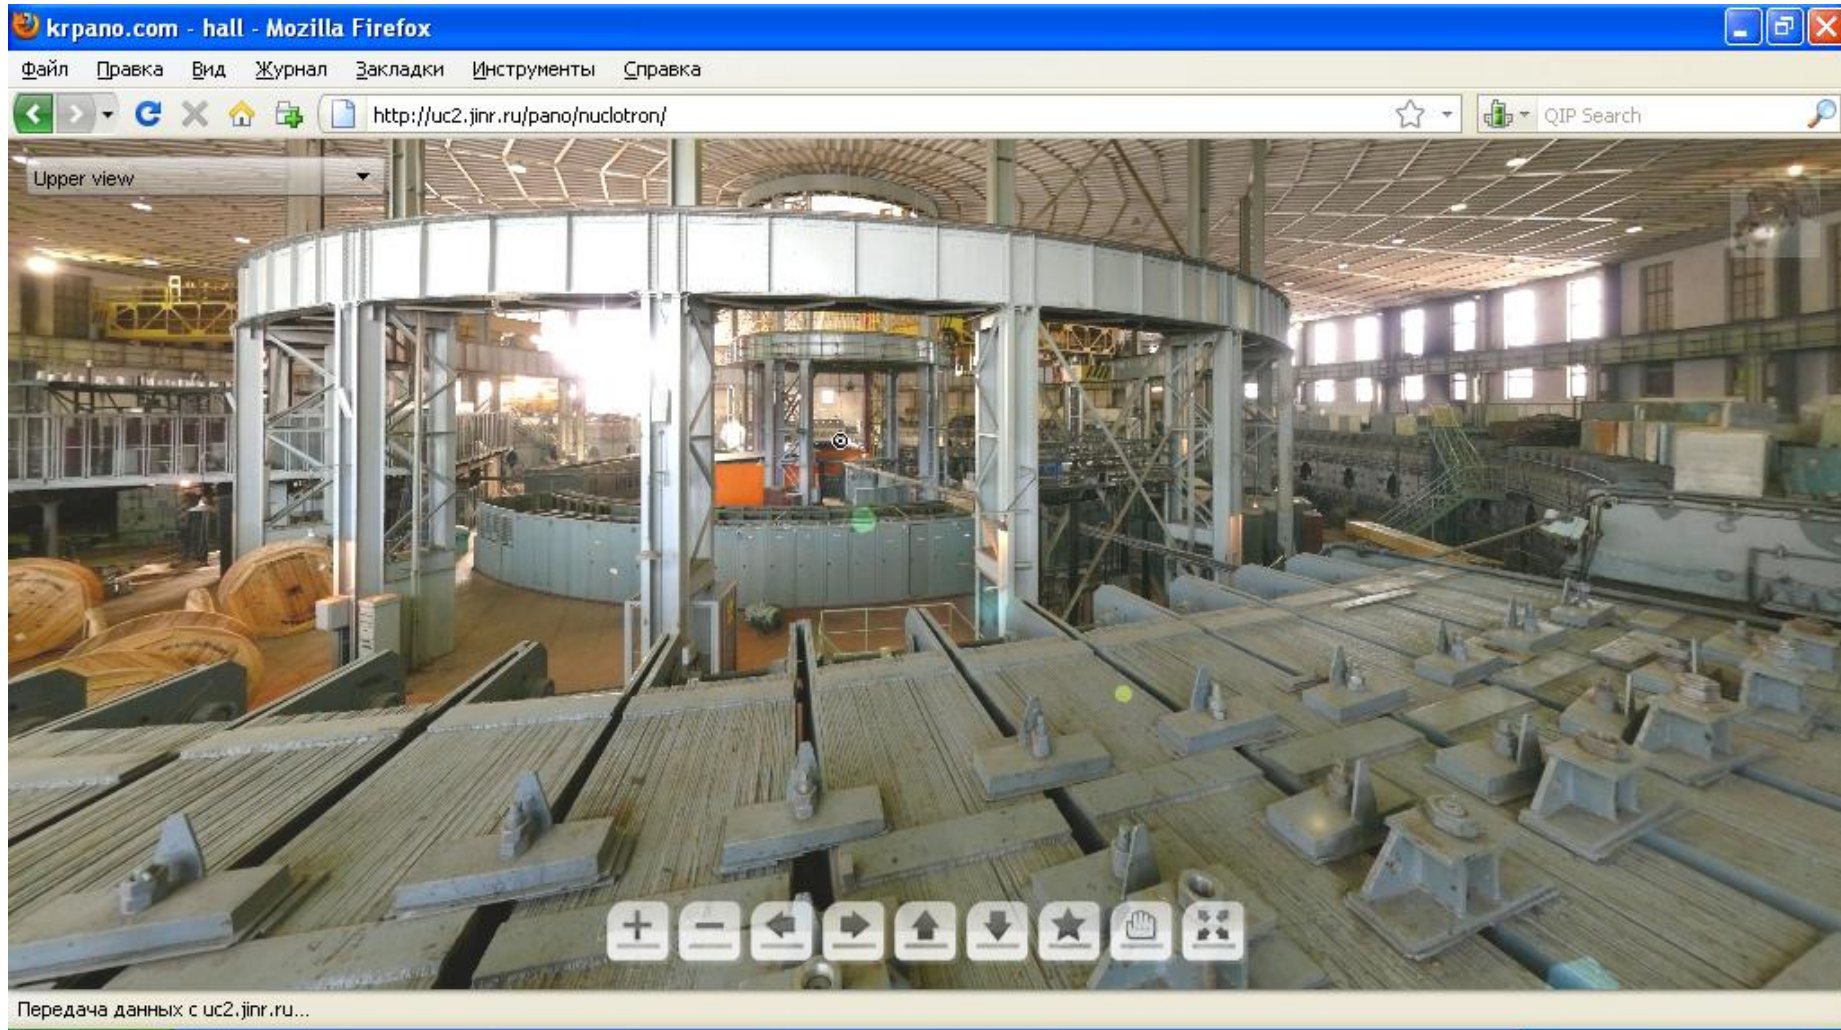 krpano.com - hall - Mozilla Firefox
Файл Правка Вид Журнал Закладки Инструменты Справка
http://uc2.jinr.ru/pano/nuclotron/ QIP Search
Upper view
Передача данных с uc2.jinr.ru...